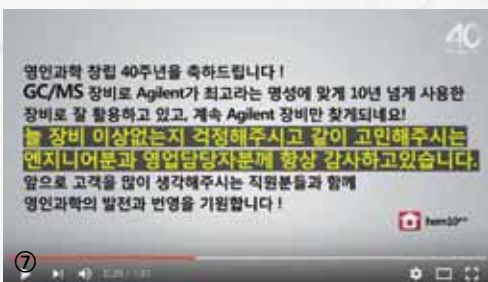 40
영인과학 창립 40주년을 축하드립니다 !
GC/MS 장비로 Agilent가 최고라는 명성에 맞게 10년 넘게 사용한
장비로 잘 활용하고 있고, 계속 Agilent 장비만 찾게되네요!
늘 장비 이상없는지 걱정해주시고 같이 고민해주시는
엔지니어분과 영업담당자분께 항상 감사하고있습니다.
앞으로 고객을 많이 생각해주시는 직원분들과 함께
영인과학의 발전과 번영을 기원합니다 !
⑦